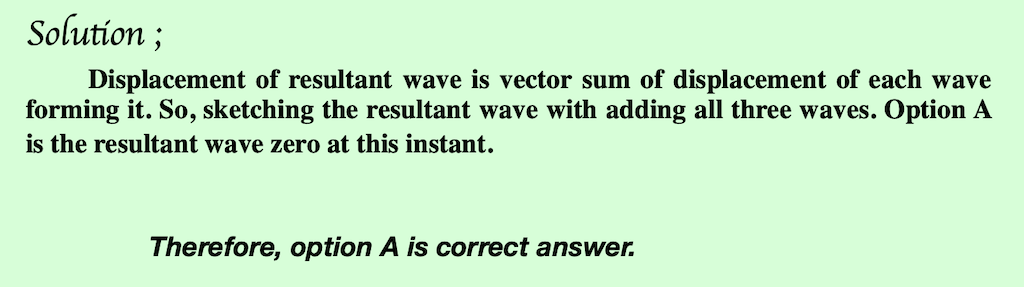 Solution ;
Displacement of resultant wave is vector sum of displacement of each wave
forming it. So, sketching the resultant wave with adding all three waves. Option A
is the resultant wave zero at this instant.
Therefore, option A is correct answer.